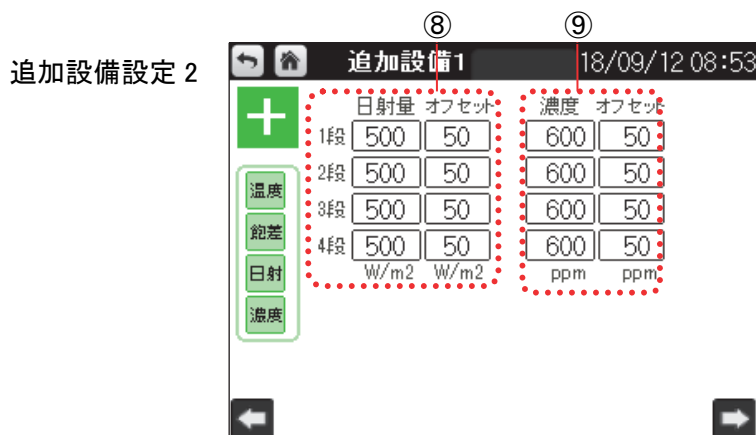 ⑧ ⑨
追加設備設定 2
追加設備1 18/09/12 08:53
日射量 オフセット 濃度 オフセット
1段 500 50 600 50
2段 500 50 600 50
3段 500 50 600 50
4段 500 50 600 50
W/m2 W/m2 ppm ppm
温度
飽差
日射
濃度